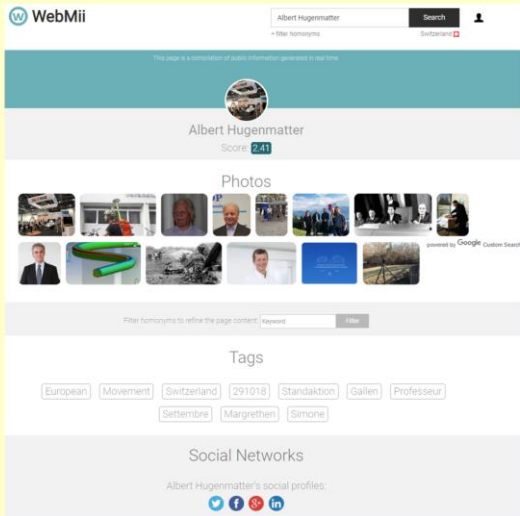 WebMii
Albert Hugenmatter
Search
+ filter homonyms
Switzerland
This page is a compilation of public information generated in real time.
Albert Hugenmatter
Score: 2.41
Photos
powered by Google Custom Search
Filter homonyms to refine the page content: Keyword Filter
Tags
European Movement Switzerland 291018 Standaktion Gallen Professeur
Settembre Margrethen Simone
Social Networks
Albert Hugenmatter's social profiles: